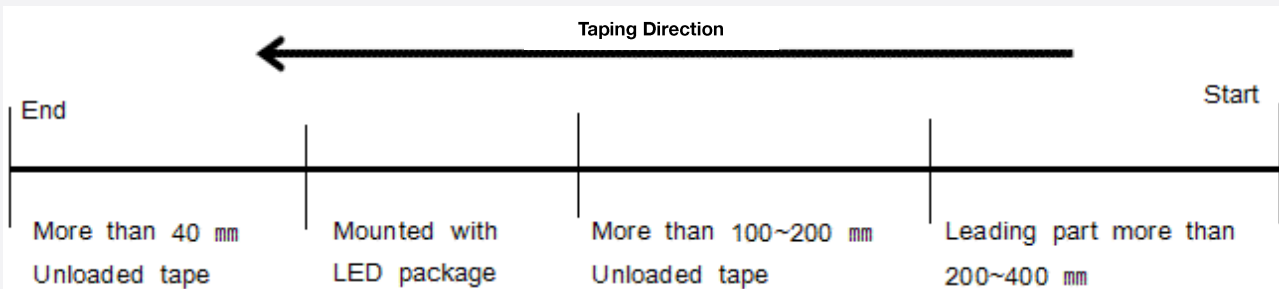 Taping Direction
End
Start
More than 40 ㎜
Unloaded tape
Mounted with
LED package
More than 100~200 ㎜
Unloaded tape
Leading part more than
200~400 ㎜